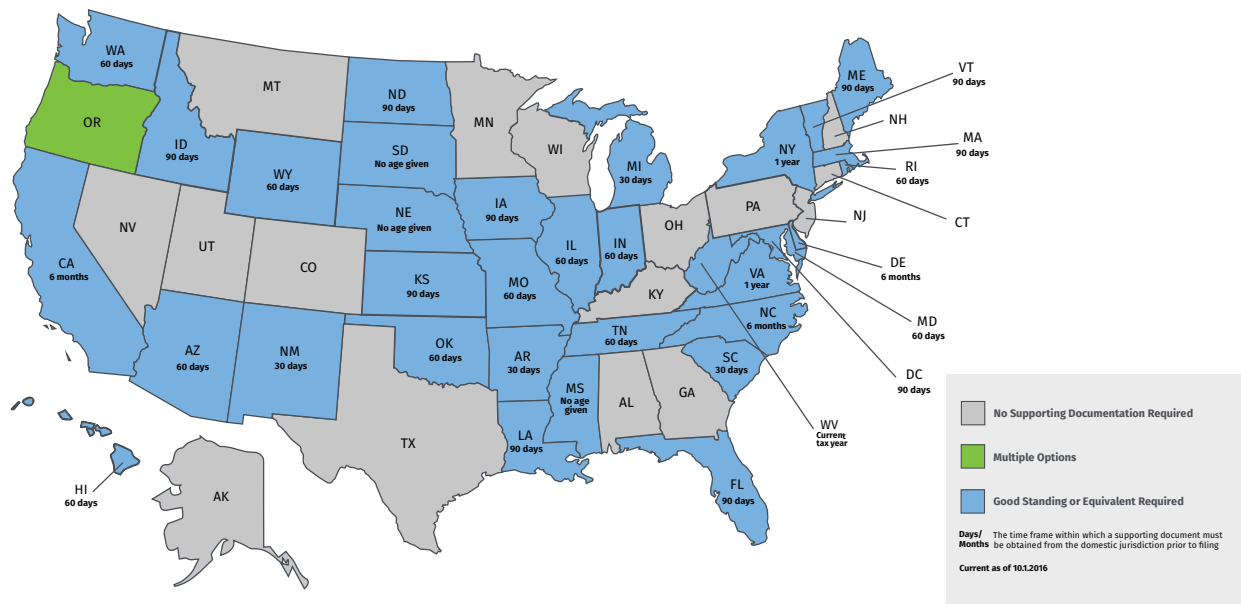 WA
60 days
OR
ID
90 days
MT
ND
90 days
SD
No age given
WY
60 days
NE
No age given
MN
WI
MI
30 days
IA
90 days
NV
UT
CO
CA
6 months
KS
90 days
MO
60 days
IL
60 days
IN
60 days
OH
KY
PA
NY
1 year
ME
90 days
VT
90 days
NH
MA
90 days
RI
60 days
CT
NJ
DE
6 months
MD
60 days
DC
90 days
WV
Current
tax year
VA
1 year
NC
6 months
SC
30 days
TN
60 days
AZ
60 days
NM
30 days
OK
60 days
AR
30 days
MS
No age
given
AL
GA
LA
90 days
TX
FL
90 days
HI
60 days
AK
No Supporting Documentation Required
Multiple Options
Good Standing or Equivalent Required
Days/ The time frame within which a supporting document must
Months be obtained from the domestic jurisdiction prior to filing
Current as of 10.1.2016